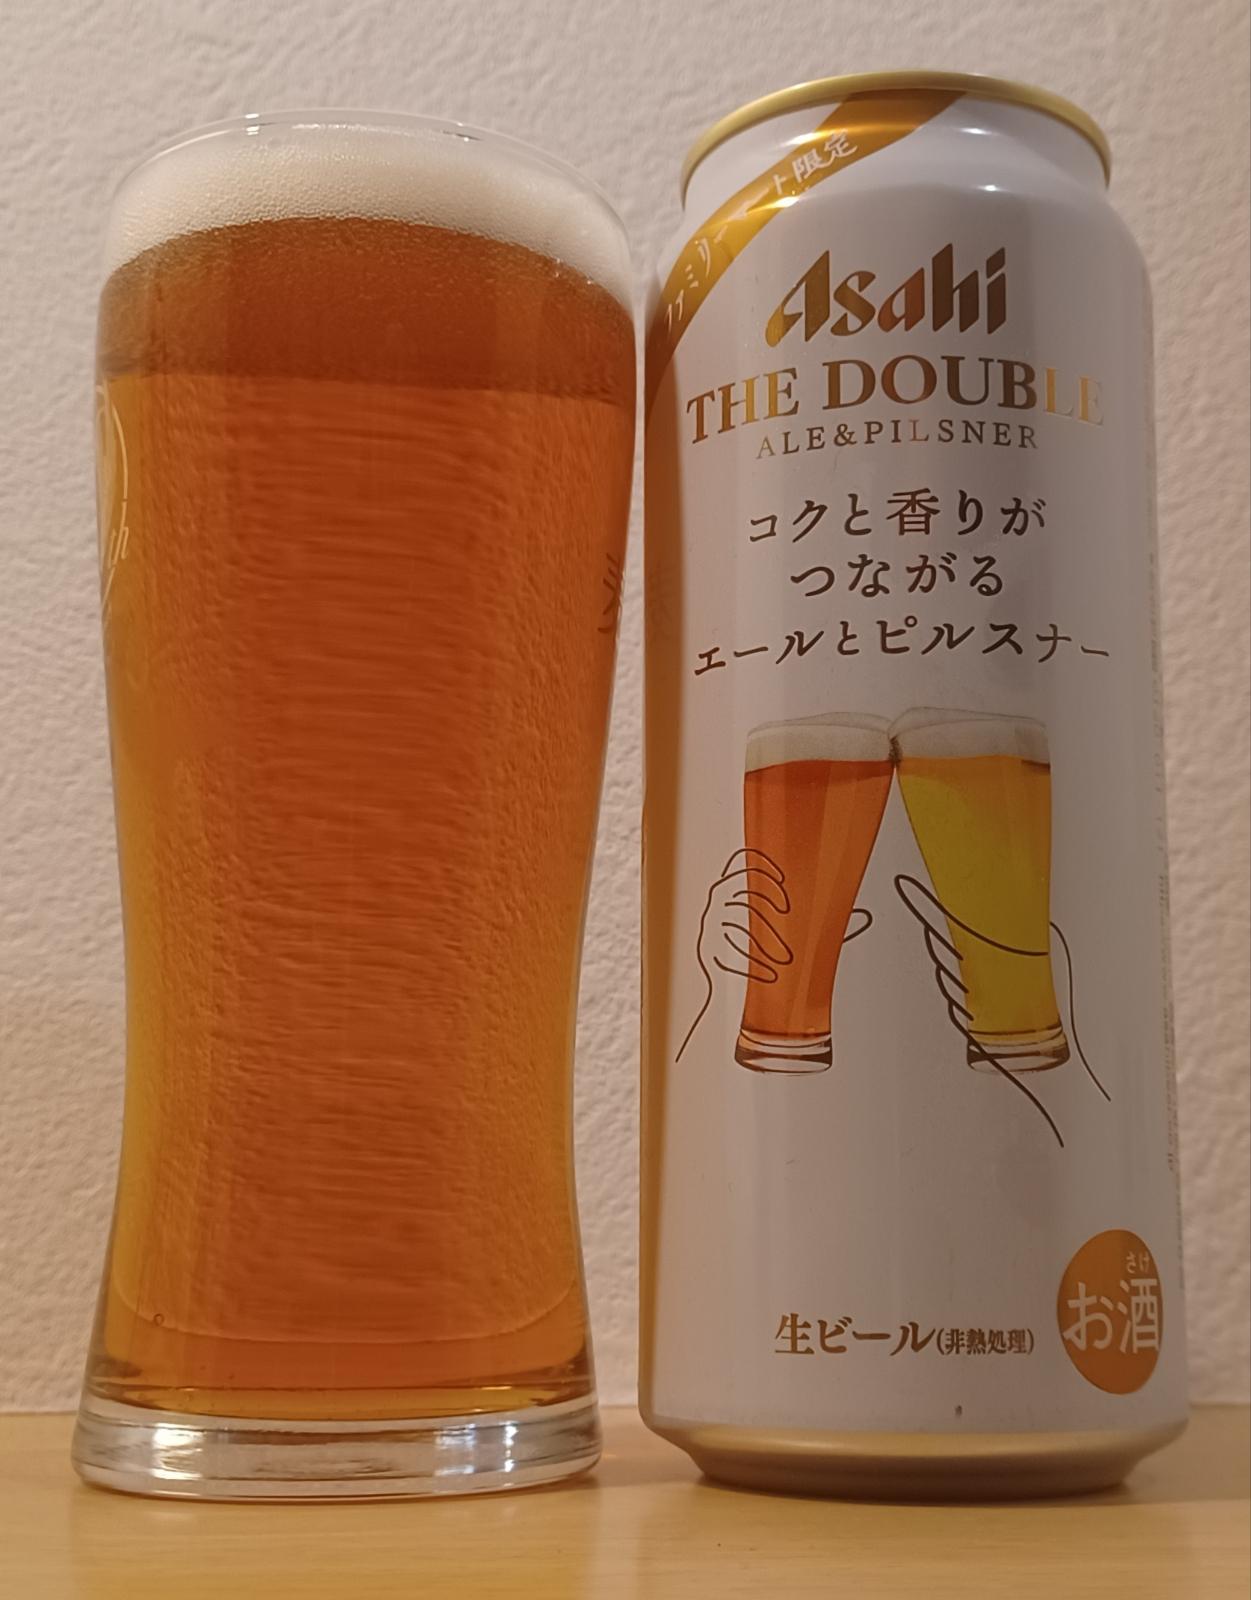 ファミリーマート限定
Asahi
THE DOUBLE
ALE&PILSNER
コクと香りが
つながる
エールとピルスナー
生ビール(非熱処理)
さけ
お酒